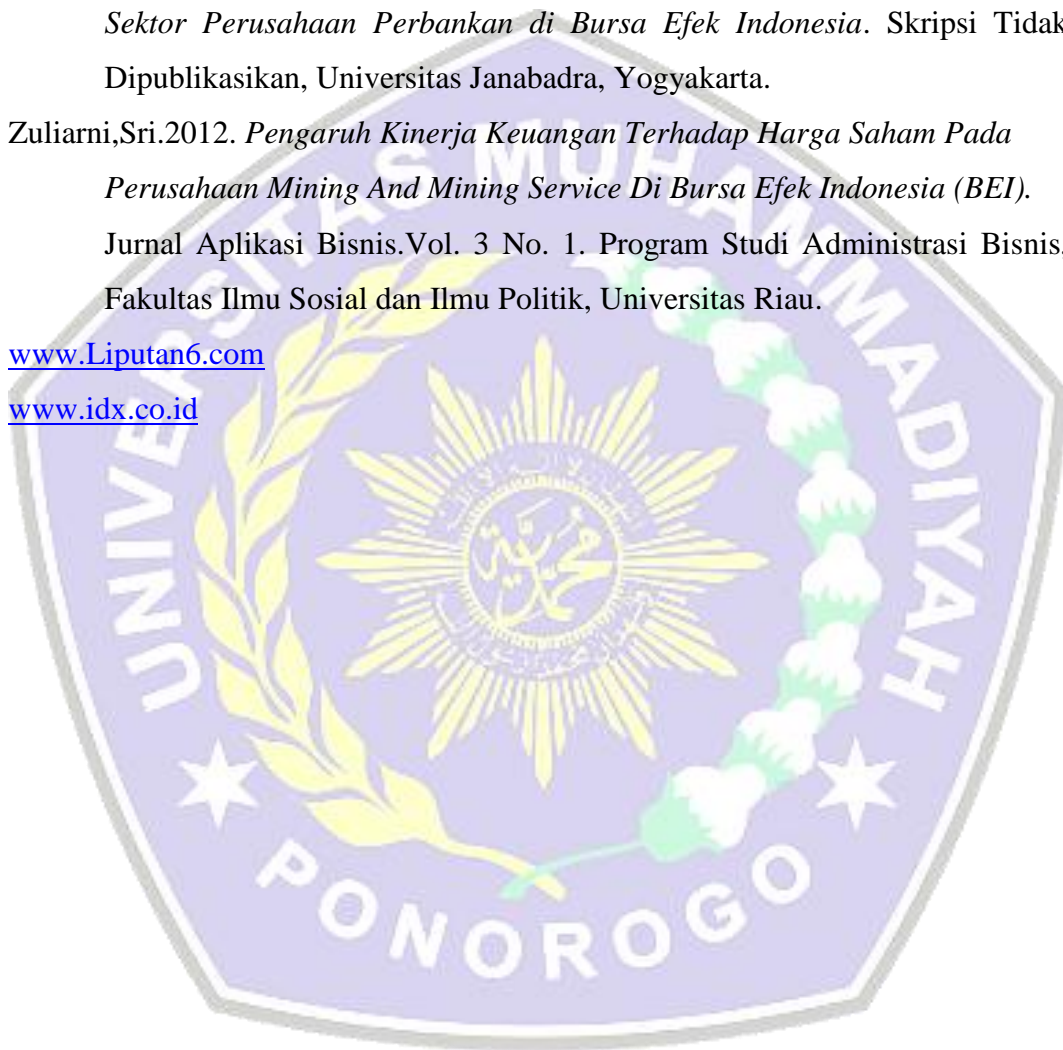 Sektor Perusahaan Perbankan di Bursa Efek Indonesia. Skripsi Tidak
Dipublikasikan, Universitas Janabadra, Yogyakarta.
Zuliarni,Sri.2012. Pengaruh Kinerja Keuangan Terhadap Harga Saham Pada
Perusahaan Mining And Mining Service Di Bursa Efek Indonesia (BEI).
Jurnal Aplikasi Bisnis.Vol. 3 No. 1. Program Studi Administrasi Bisnis.
Fakultas Ilmu Sosial dan Ilmu Politik, Universitas Riau.
www.Liputan6.com
www.idx.co.id
UNIVERSITAS MUHAMMADIYAH
PONOROGO